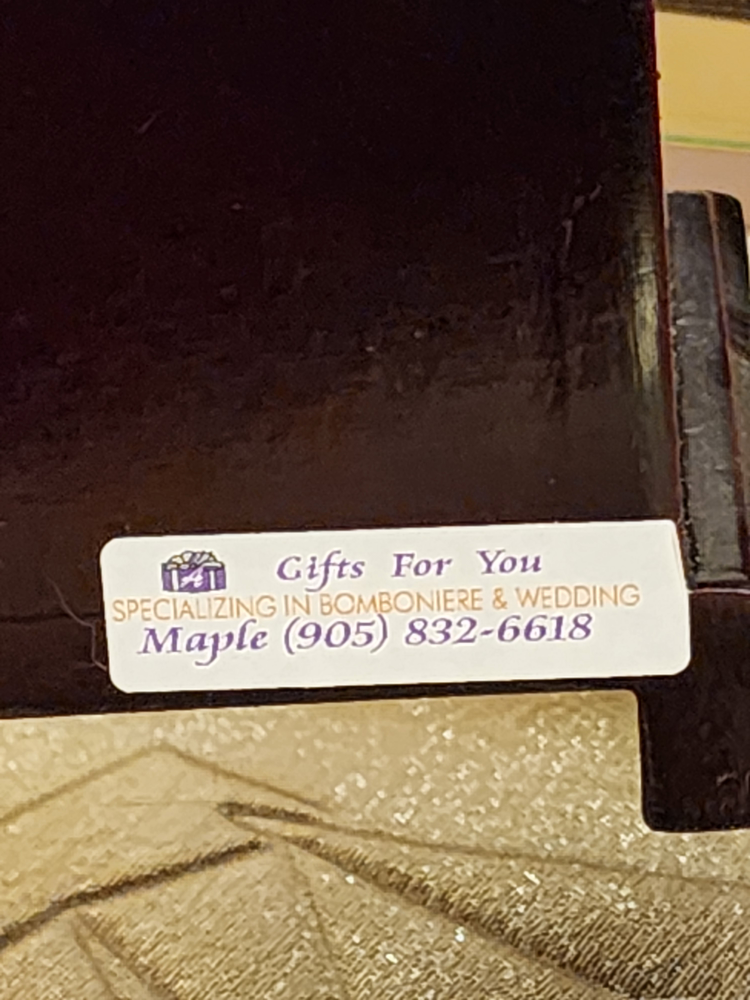 Gifts For You
SPECIALIZING IN BOMBONIERE & WEDDING
Maple (905) 832-6618